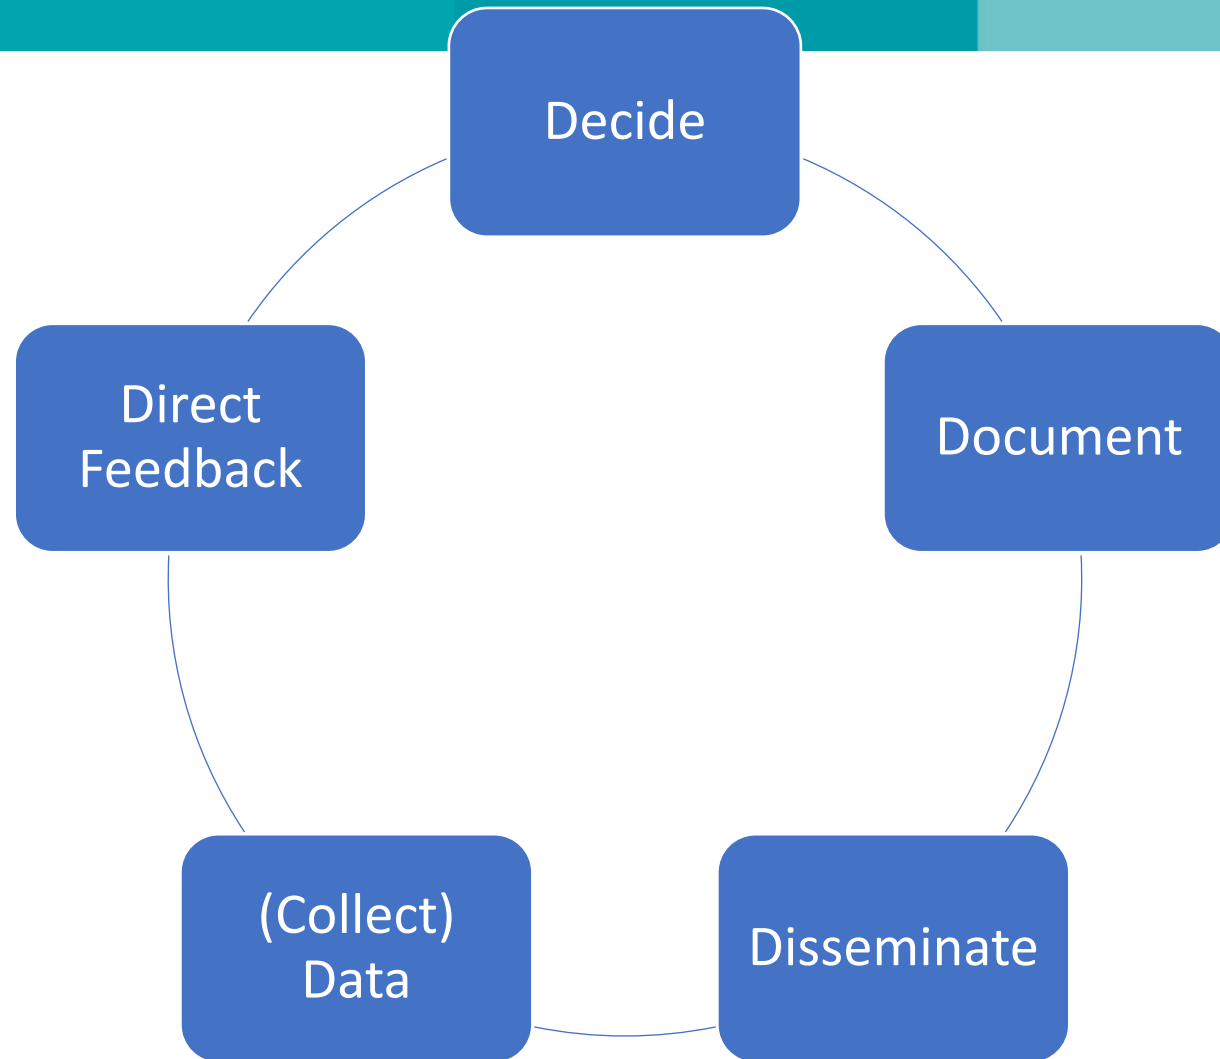 Decide
Document
Disseminate
(Collect)
Data
Direct
Feedback